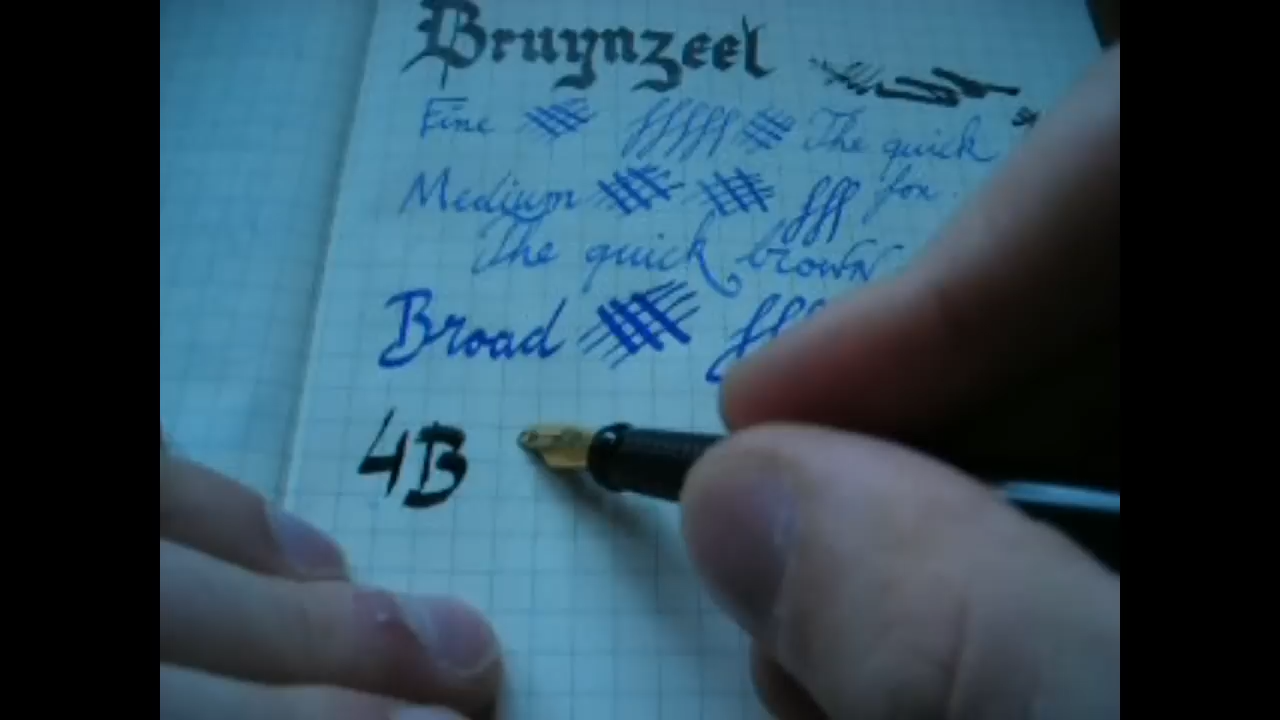 Bruynzeel
Fine The quick
Medium fox.
The quick brown
Broad
4B